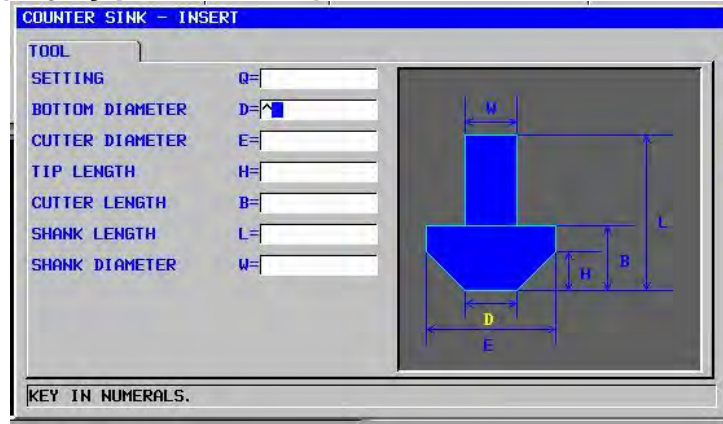 COUNTER SINK - INSERT
TOOL
SETTING Q=
BOTTOM DIAMETER D=^
CUTTER DIAMETER E=
TIP LENGTH H=
CUTTER LENGTH B=
SHANK LENGTH L=
SHANK DIAMETER W=
W
L
B
H
D
E
KEY IN NUMERALS.